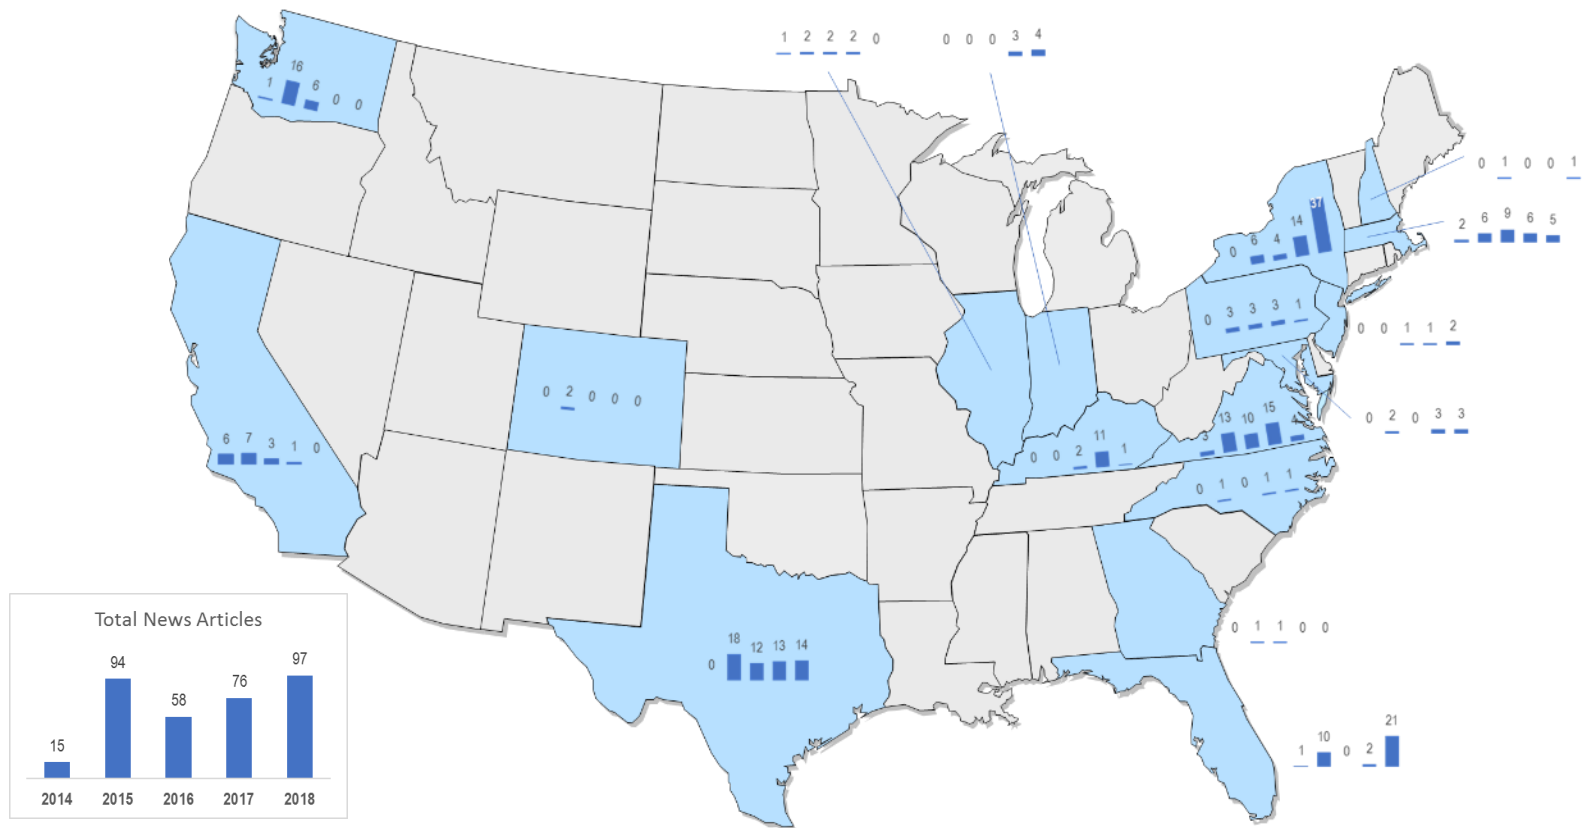 1 2 2 2 0
0 0 0 3 4
1 16 6 0 0
0 1 0 0 1
2 6 9 6 5
0 6 4 14 37
0 3 3 3 1
0 0 1 1 2
0 2 0 0 0
0 2 0 3 3
3 13 10 15 4
6 7 3 1 0
0 0 2 11 1
0 1 0 1 1
0 1 1 0 0
0 18 12 13 14
1 10 0 2 21
Total News Articles
15 94 58 76 97
2014 2015 2016 2017 2018